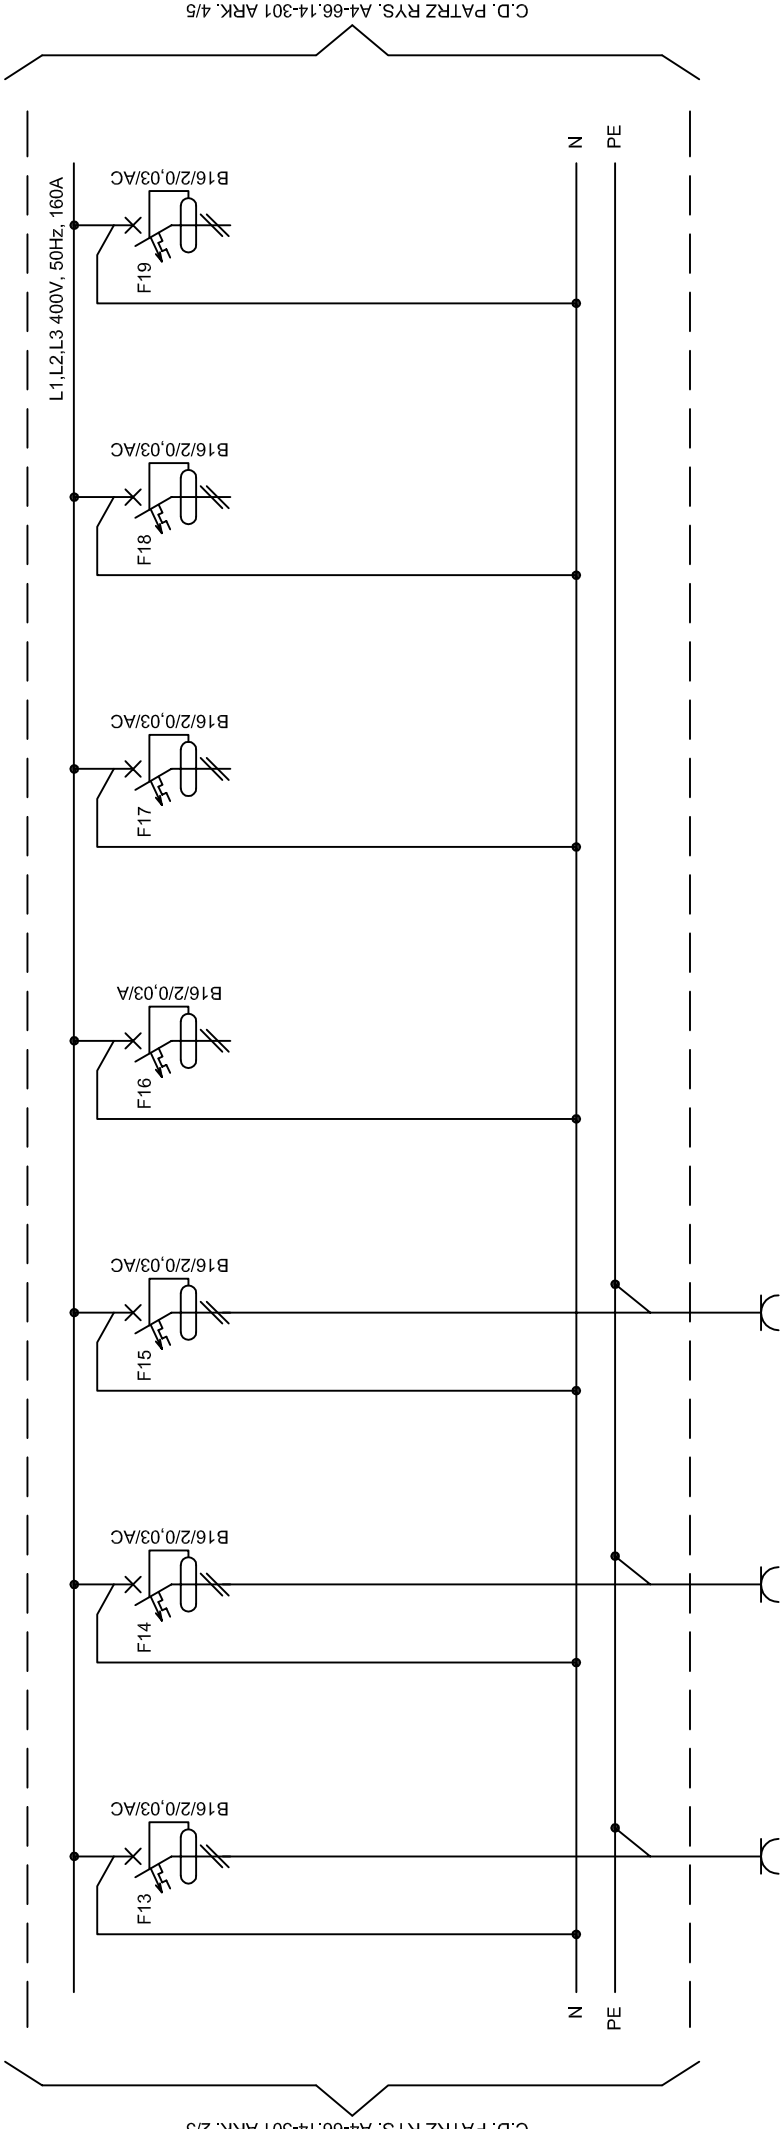 C.D. PATRZ RYS. A4-66.14-301 ARK. 4/5
L1,L2,L3 400V, 50Hz, 160A
N
PE
B16/2/0,03/AC
F19
B16/2/0,03/AC
F18
B16/2/0,03/AC
F17
B16/2/0,03/A
F16
B16/2/0,03/AC
F15
B16/2/0,03/AC
F14
B16/2/0,03/AC
F13
N
PE
C.D. PATRZ RYS. A4-66.14-301 ARK. 2/5